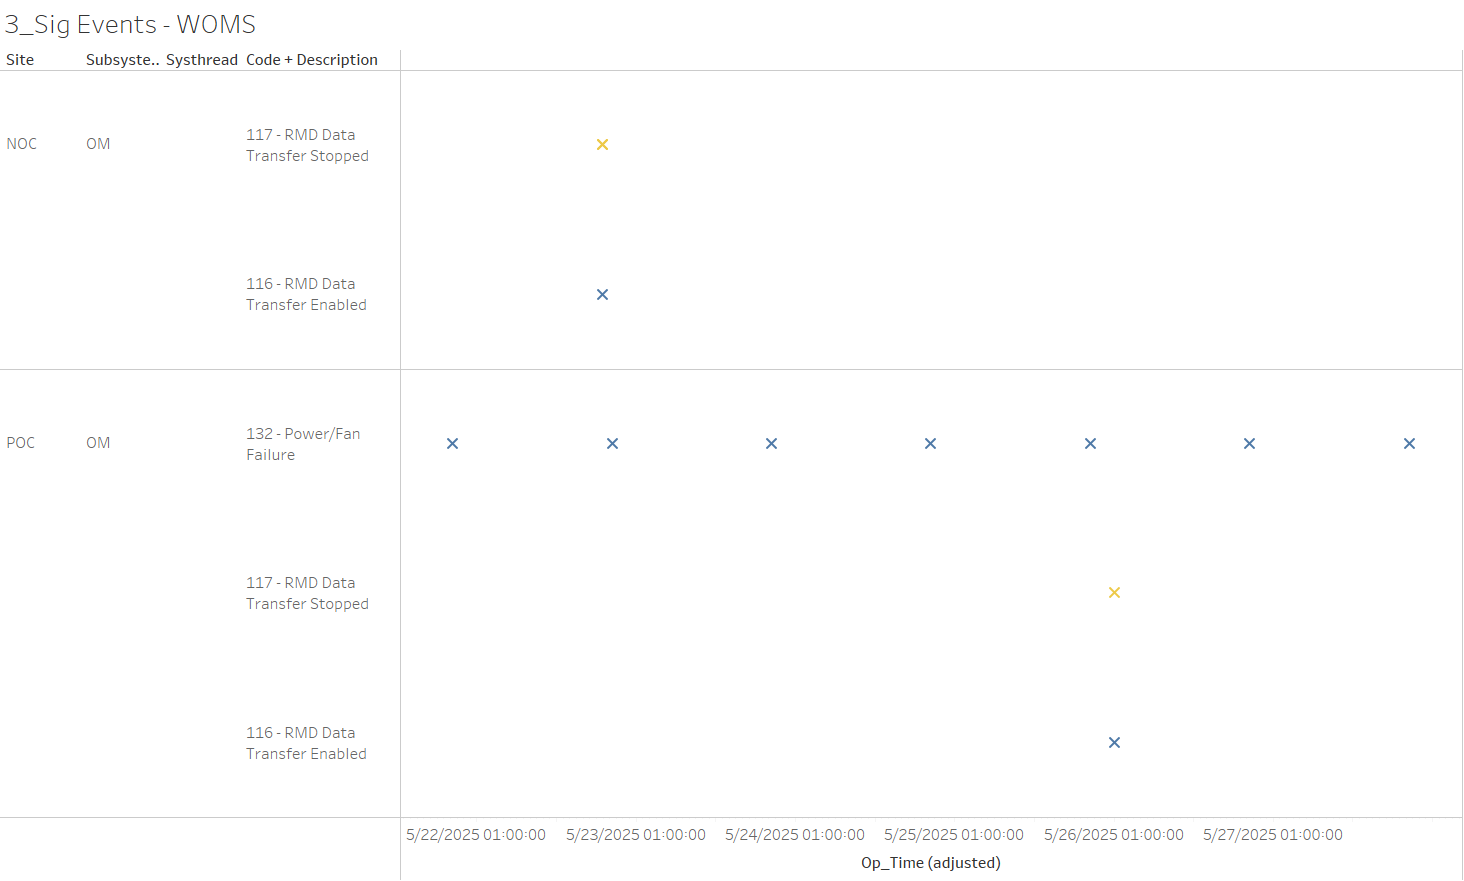 3_Sig Events - WOMS
Site Subsyste.. Systhread Code + Description
NOC OM 117 - RMD Data
Transfer Stopped
116 - RMD Data
Transfer Enabled
POC OM 132 - Power/Fan
Failure
117 - RMD Data
Transfer Stopped
116 - RMD Data
Transfer Enabled
5/22/2025 01:00:00 5/23/2025 01:00:00 5/24/2025 01:00:00 5/25/2025 01:00:00 5/26/2025 01:00:00 5/27/2025 01:00:00
Op_Time (adjusted)